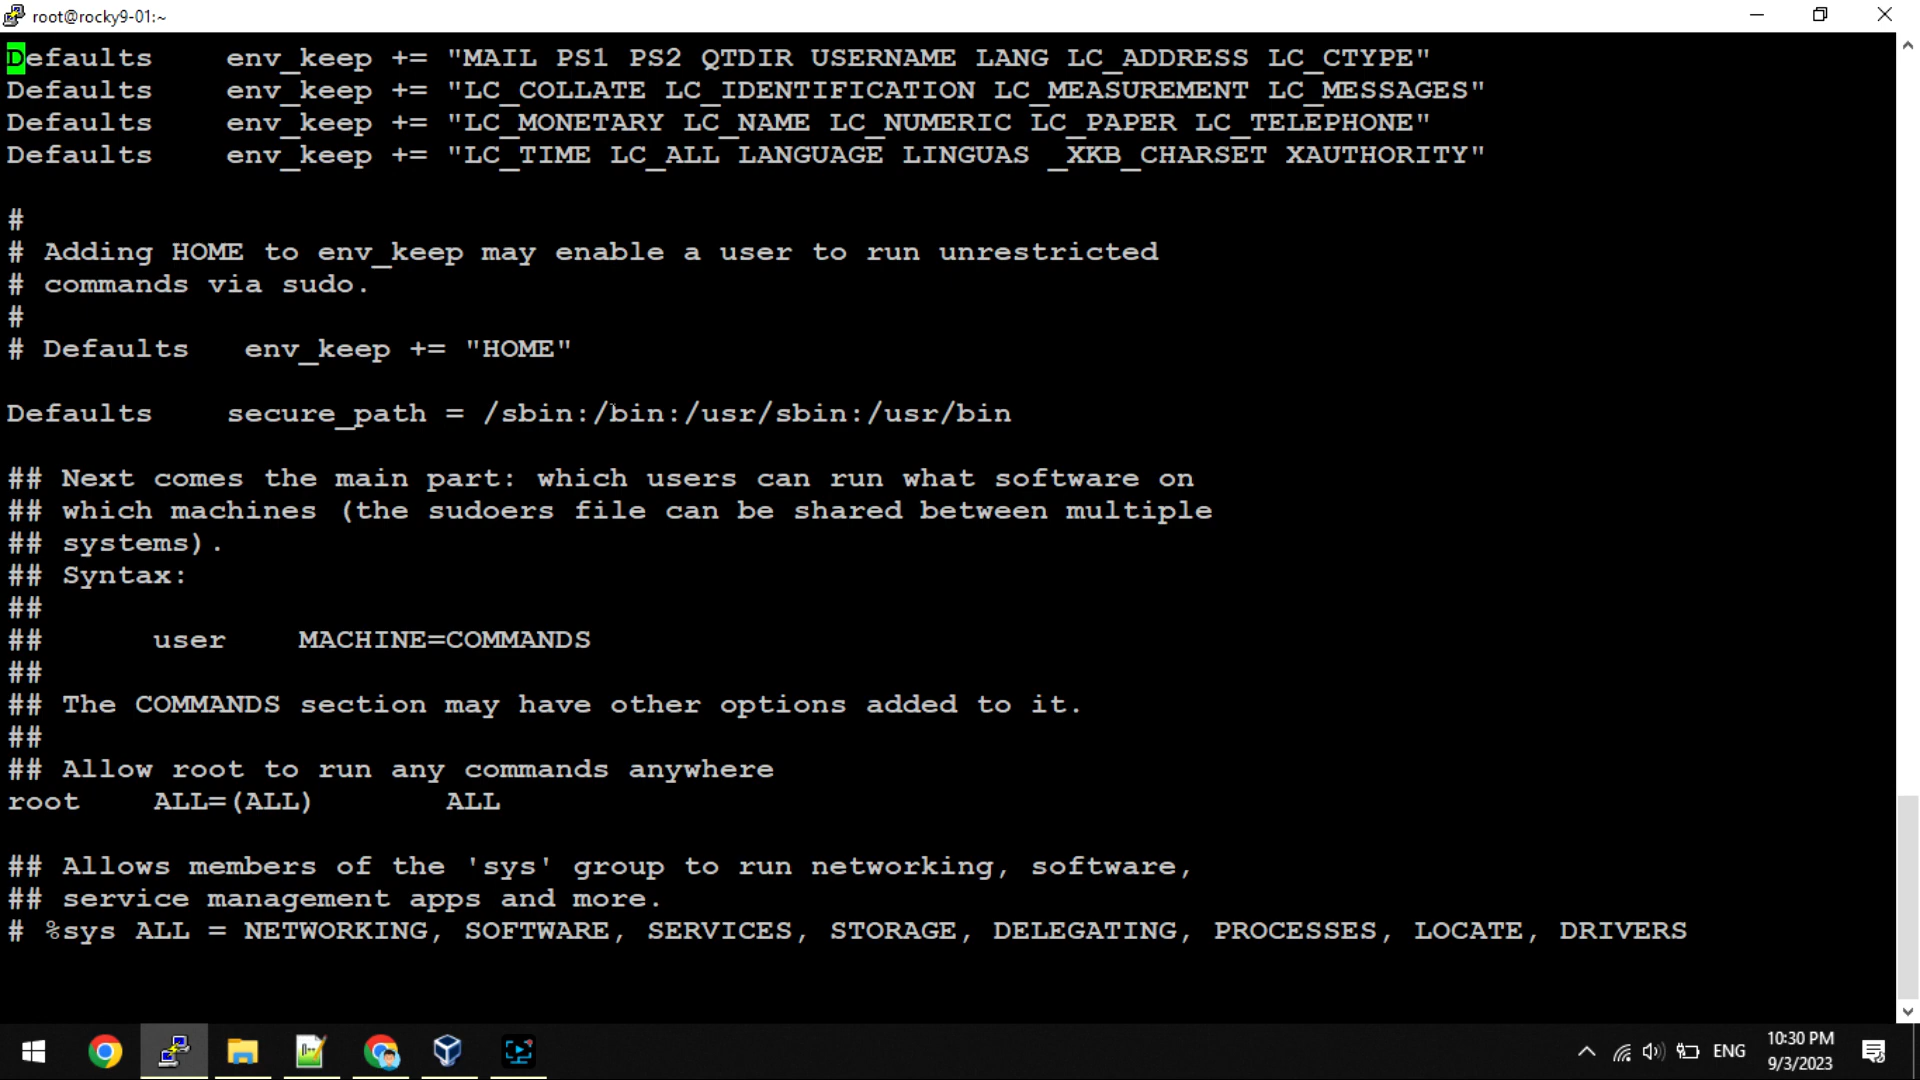 root@rocky9-01:~
Defaults    env_keep += "MAIL PS1 PS2 QTDIR USERNAME LANG LC_ADDRESS LC_CTYPE"
Defaults    env_keep += "LC_COLLATE LC_IDENTIFICATION LC_MEASUREMENT LC_MESSAGES"
Defaults    env_keep += "LC_MONETARY LC_NAME LC_NUMERIC LC_PAPER LC_TELEPHONE"
Defaults    env_keep += "LC_TIME LC_ALL LANGUAGE LINGUAS _XKB_CHARSET XAUTHORITY"
#
# Adding HOME to env_keep may enable a user to run unrestricted
# commands via sudo.
#
# Defaults   env_keep += "HOME"
Defaults    secure_path = /sbin:/bin:/usr/sbin:/usr/bin
## Next comes the main part: which users can run what software on
## which machines (the sudoers file can be shared between multiple
## systems).
## Syntax:
##
##      user    MACHINE=COMMANDS
##
## The COMMANDS section may have other options added to it.
##
## Allow root to run any commands anywhere
root    ALL=(ALL)       ALL
## Allows members of the 'sys' group to run networking, software,
## service management apps and more.
# %sys ALL = NETWORKING, SOFTWARE, SERVICES, STORAGE, DELEGATING, PROCESSES, LOCATE, DRIVERS
ENG
10:30 PM
9/3/2023